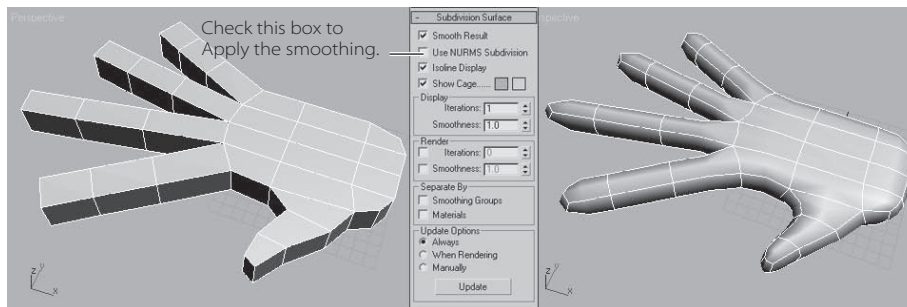 Perspective
Check this box to
Apply the smoothing.
- Subdivision Surface
Smooth Result
Use NURMS Subdivision
Isoline Display
Show Cage......
Display
Iterations: 1
Smoothness: 1.0
Render
Iterations: 0
Smoothness: 1.0
Separate By
Smoothing Groups
Materials
Update Options
Always
When Rendering
Manually
Update
Perspective
z
y
x
z
y
x